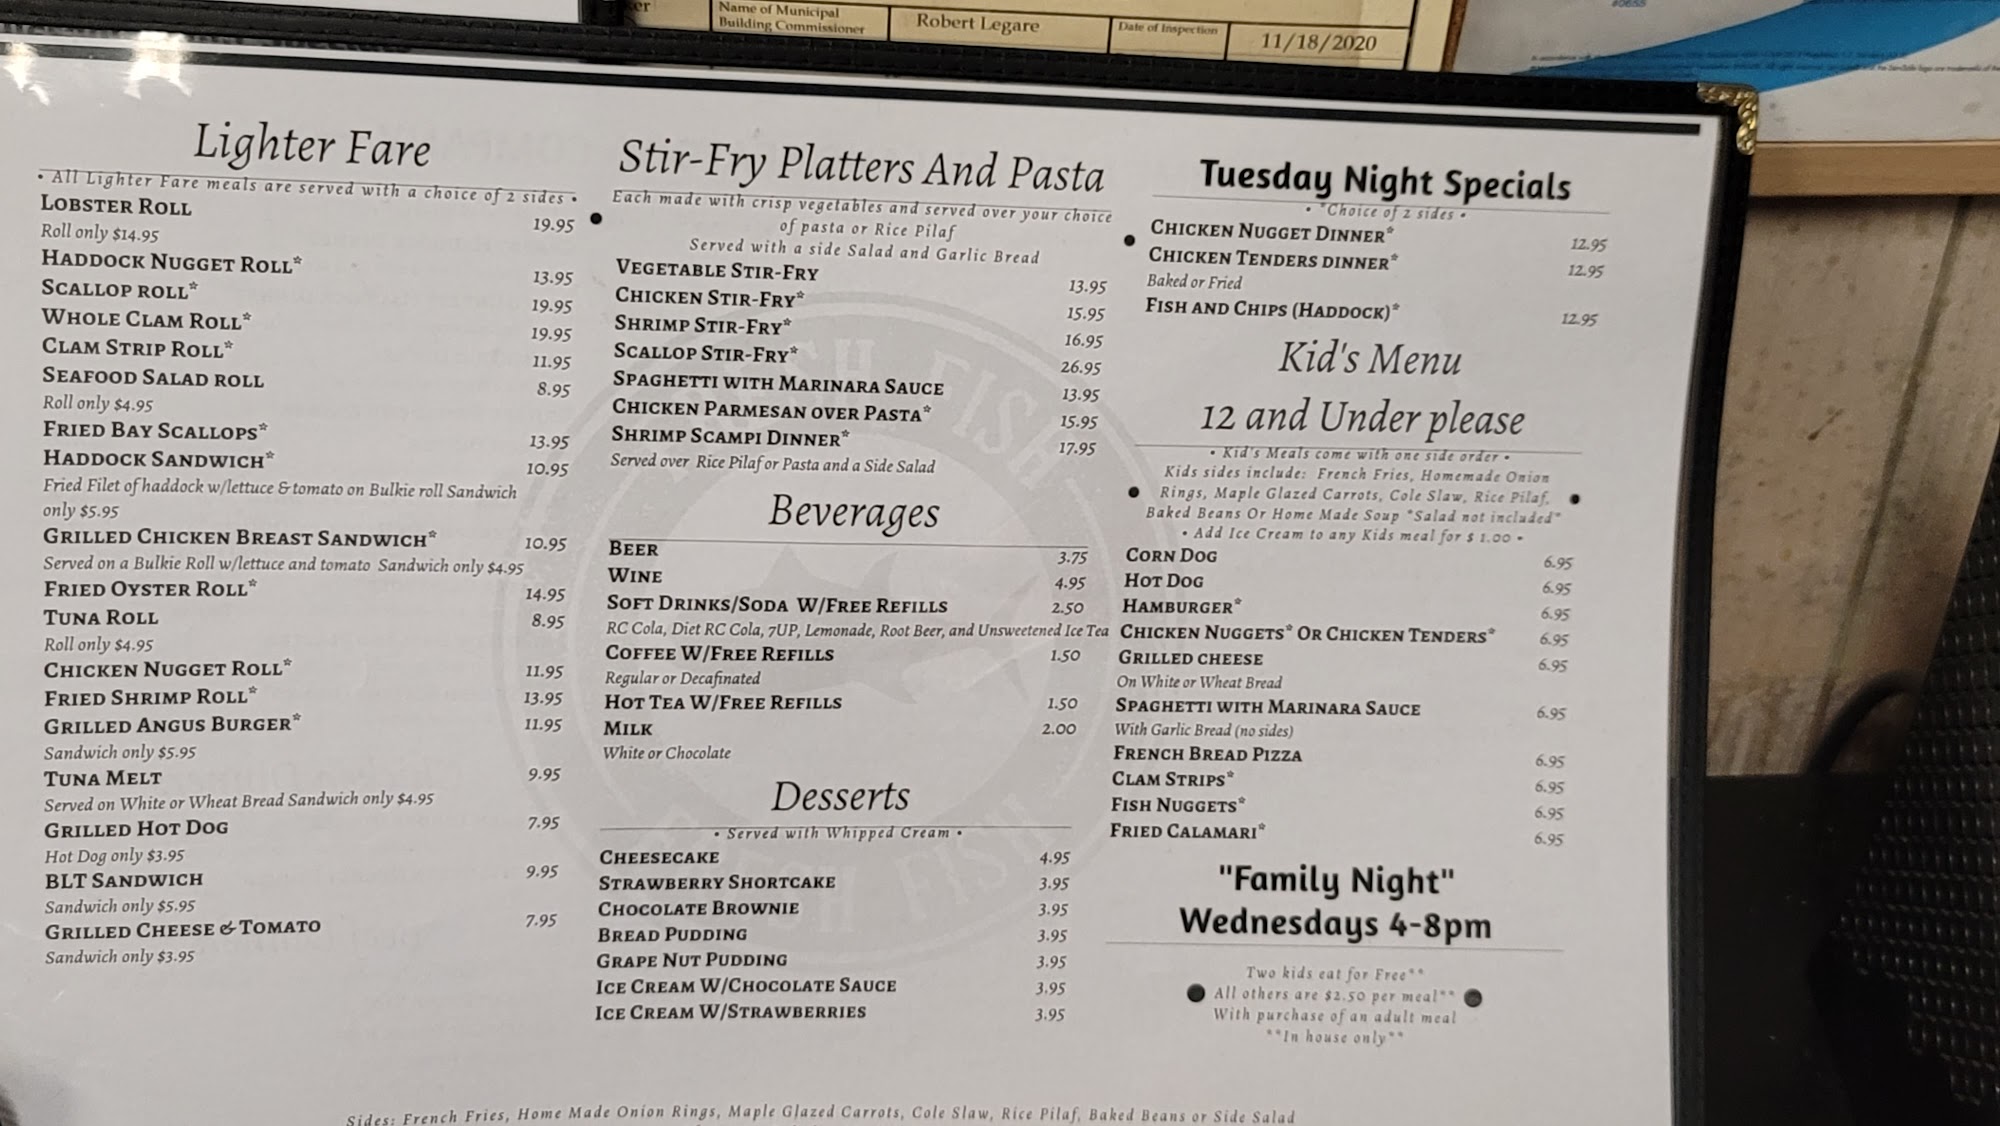 er
Name of Municipal
Building Commissioner
Robert Legare
Date of Inspection
11/18/2020
Lighter Fare
• All Lighter Fare meals are served with a choice of 2 sides •
Lobster Roll 19.95
Roll only $14.95
Haddock Nugget Roll* 13.95
Scallop roll* 19.95
Whole Clam Roll* 19.95
Clam Strip Roll* 11.95
Seafood Salad roll 8.95
Roll only $4.95
Fried Bay Scallops* 13.95
Haddock Sandwich* 10.95
Fried Filet of haddock w/lettuce & tomato on Bulkie roll Sandwich
only $5.95
Grilled Chicken Breast Sandwich* 10.95
Served on a Bulkie Roll w/lettuce and tomato Sandwich only $4.95
Fried Oyster Roll* 14.95
Tuna Roll 8.95
Roll only $4.95
Chicken Nugget Roll* 11.95
Fried Shrimp Roll* 13.95
Grilled Angus Burger* 11.95
Sandwich only $5.95
Tuna Melt 9.95
Served on White or Wheat Bread Sandwich only $4.95
Grilled Hot Dog 7.95
Hot Dog only $3.95
BLT Sandwich 9.95
Sandwich only $5.95
Grilled Cheese & Tomato 7.95
Sandwich only $3.95
Stir-Fry Platters And Pasta
Each made with crisp vegetables and served over your choice
of pasta or Rice Pilaf
Served with a side Salad and Garlic Bread
Vegetable Stir-Fry 13.95
Chicken Stir-Fry* 15.95
Shrimp Stir-Fry* 16.95
Scallop Stir-Fry* 26.95
Spaghetti with Marinara Sauce 13.95
Chicken Parmesan over Pasta* 15.95
Shrimp Scampi Dinner* 17.95
Served over Rice Pilaf or Pasta and a Side Salad
Beverages
Beer 3.75
Wine 4.95
Soft Drinks/Soda w/Free Refills 2.50
RC Cola, Diet RC Cola, 7UP, Lemonade, Root Beer, and Unsweetened Ice Tea
Coffee w/Free Refills 1.50
Regular or Decafinated
Hot Tea w/Free Refills 1.50
Milk 2.00
White or Chocolate
Desserts
• Served with Whipped Cream •
Cheesecake 4.95
Strawberry Shortcake 3.95
Chocolate Brownie 3.95
Bread Pudding 3.95
Grape Nut Pudding 3.95
Ice Cream w/Chocolate Sauce 3.95
Ice Cream w/Strawberries 3.95
Tuesday Night Specials
• *Choice of 2 sides •
Chicken Nugget Dinner* 12.95
Chicken Tenders dinner* 12.95
Baked or Fried
Fish and Chips (Haddock)* 12.95
Kid's Menu
12 and Under please
• Kid's Meals come with one side order •
Kids sides include: French Fries, Homemade Onion
Rings, Maple Glazed Carrots, Cole Slaw, Rice Pilaf,
Baked Beans Or Home Made Soup *Salad not included*
• Add Ice Cream to any Kids meal for $ 1.00 •
Corn Dog 6.95
Hot Dog 6.95
Hamburger* 6.95
Chicken Nuggets* Or Chicken Tenders* 6.95
Grilled cheese 6.95
On White or Wheat Bread
Spaghetti with Marinara Sauce 6.95
With Garlic Bread (no sides)
French Bread Pizza 6.95
Clam Strips* 6.95
Fish Nuggets* 6.95
Fried Calamari* 6.95
"Family Night"
Wednesdays 4-8pm
Two kids eat for Free**
All others are $2.50 per meal**
With purchase of an adult meal
**In house only**
Sides: French Fries, Home Made Onion Rings, Maple Glazed Carrots, Cole Slaw, Rice Pilaf, Baked Beans or Side Salad